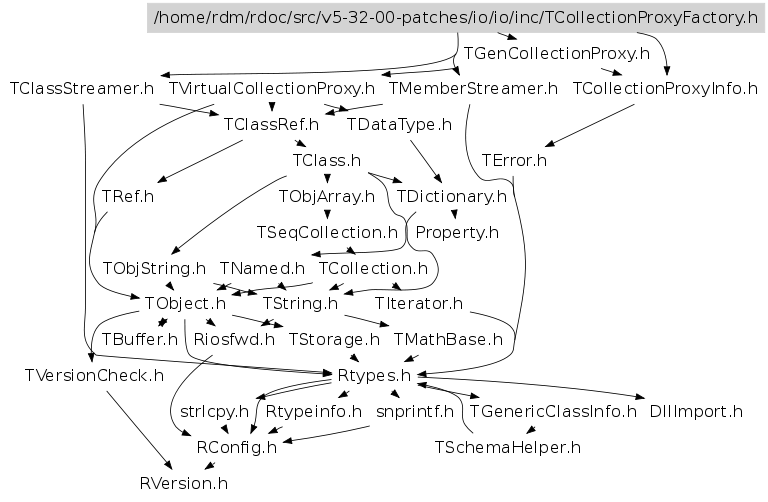 /home/rdm/rdoc/src/v5-32-00-patches/io/io/inc/TCollectionProxyFactory.h
TGenCollectionProxy.h
TClassStreamer.h
TVirtualCollectionProxy.h
TMemberStreamer.h
TCollectionProxyInfo.h
TClassRef.h
TDataType.h
TClass.h
TError.h
TRef.h
TObjArray.h
TDictionary.h
TSeqCollection.h
Property.h
TObjString.h
TNamed.h
TCollection.h
TObject.h
TString.h
TIterator.h
TBuffer.h
Riosfwd.h
TStorage.h
TMathBase.h
TVersionCheck.h
Rtypes.h
strlcpy.h
Rtypeinfo.h
snprintf.h
TGenericClassInfo.h
DllImport.h
RConfig.h
TSchemaHelper.h
RVersion.h